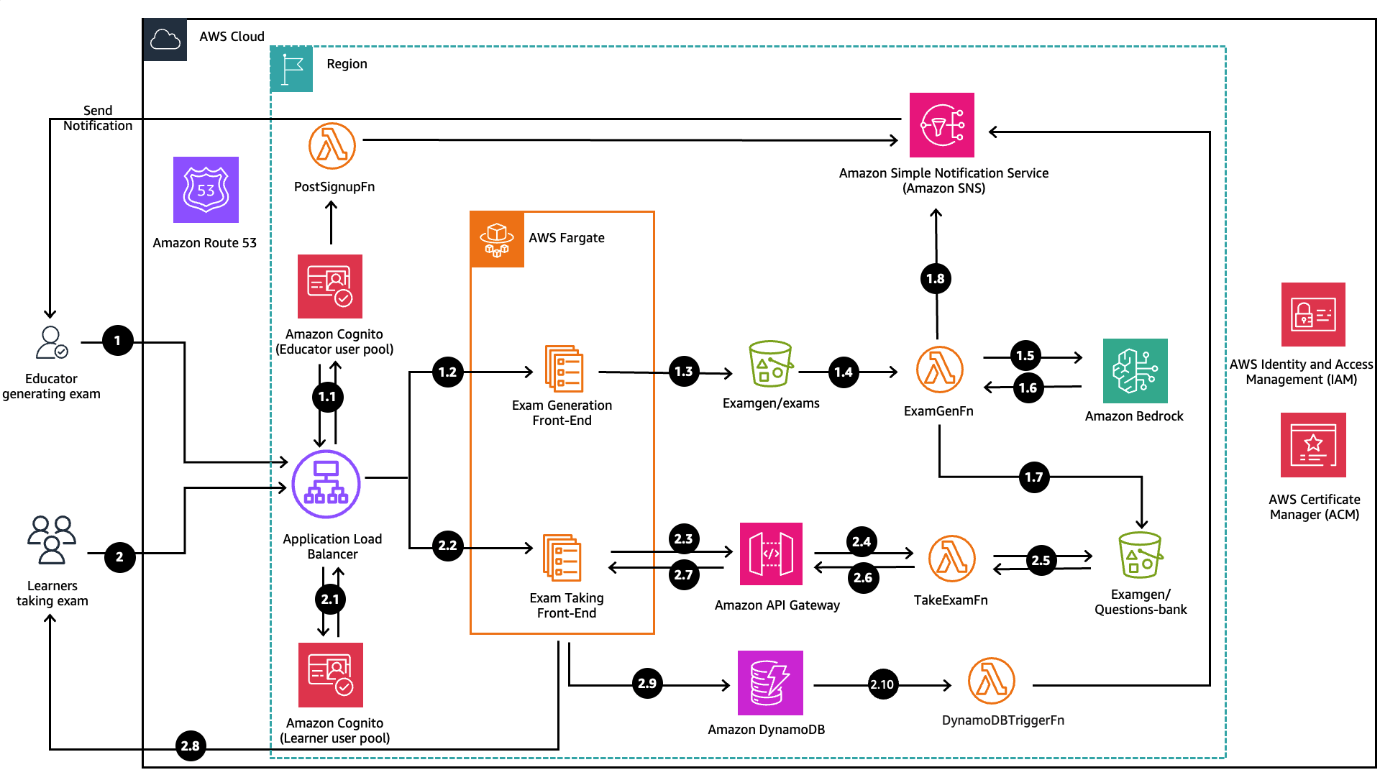 AWS Cloud
Region
Send
Notification
PostSignupFn
Amazon Simple Notification Service
(Amazon SNS)
53
Amazon Route 53
AWS Fargate
1.8
Amazon Cognito
(Educator user pool)
1
Educator
generating exam
1.1
1.2
Exam Generation
Front-End
1.3
Examgen/exams
1.4
ExamGenFn
1.5
1.6
Amazon Bedrock
AWS Identity and Access
Management (IAM)
1.7
AWS Certificate
Manager (ACM)
Application Load
Balancer
2
Learners
taking exam
2.1
2.2
Exam Taking
Front-End
2.3
2.7
Amazon API Gateway
2.4
2.6
TakeExamFn
2.5
Examgen/
Questions-bank
Amazon Cognito
(Learner user pool)
2.8
2.9
Amazon DynamoDB
2.10
DynamoDBTriggerFn